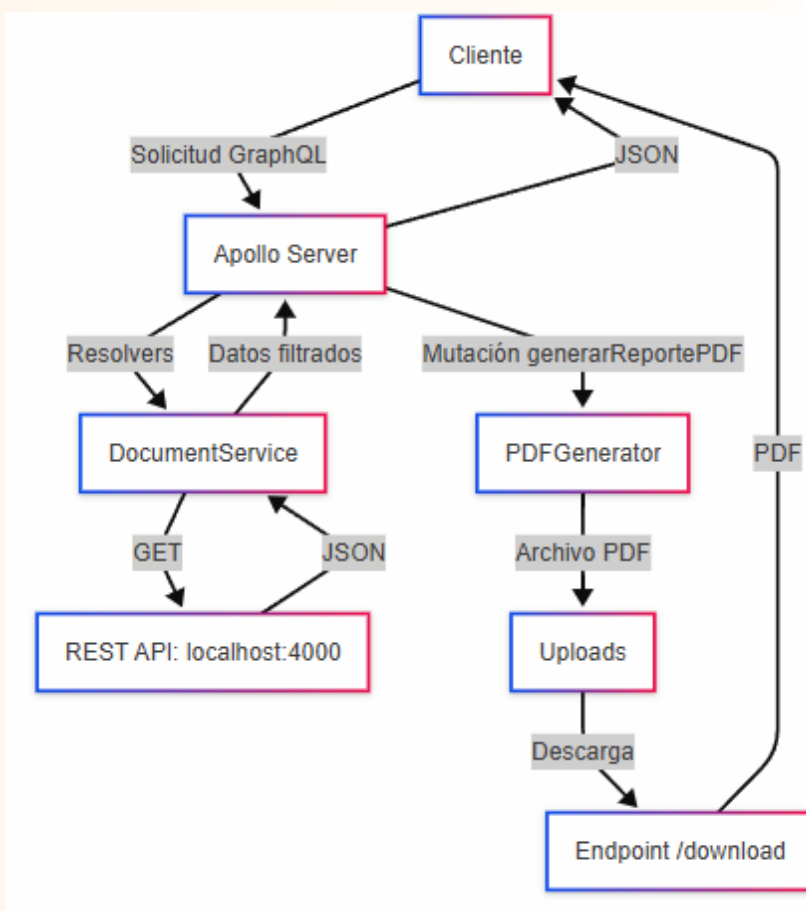 Cliente
Solicitud GraphQL
JSON
Apollo Server
Resolvers
Datos filtrados
Mutación generarReportePDF
DocumentService
PDFGenerator
PDF
GET
JSON
Archivo PDF
REST API: localhost:4000
Uploads
Descarga
Endpoint /download